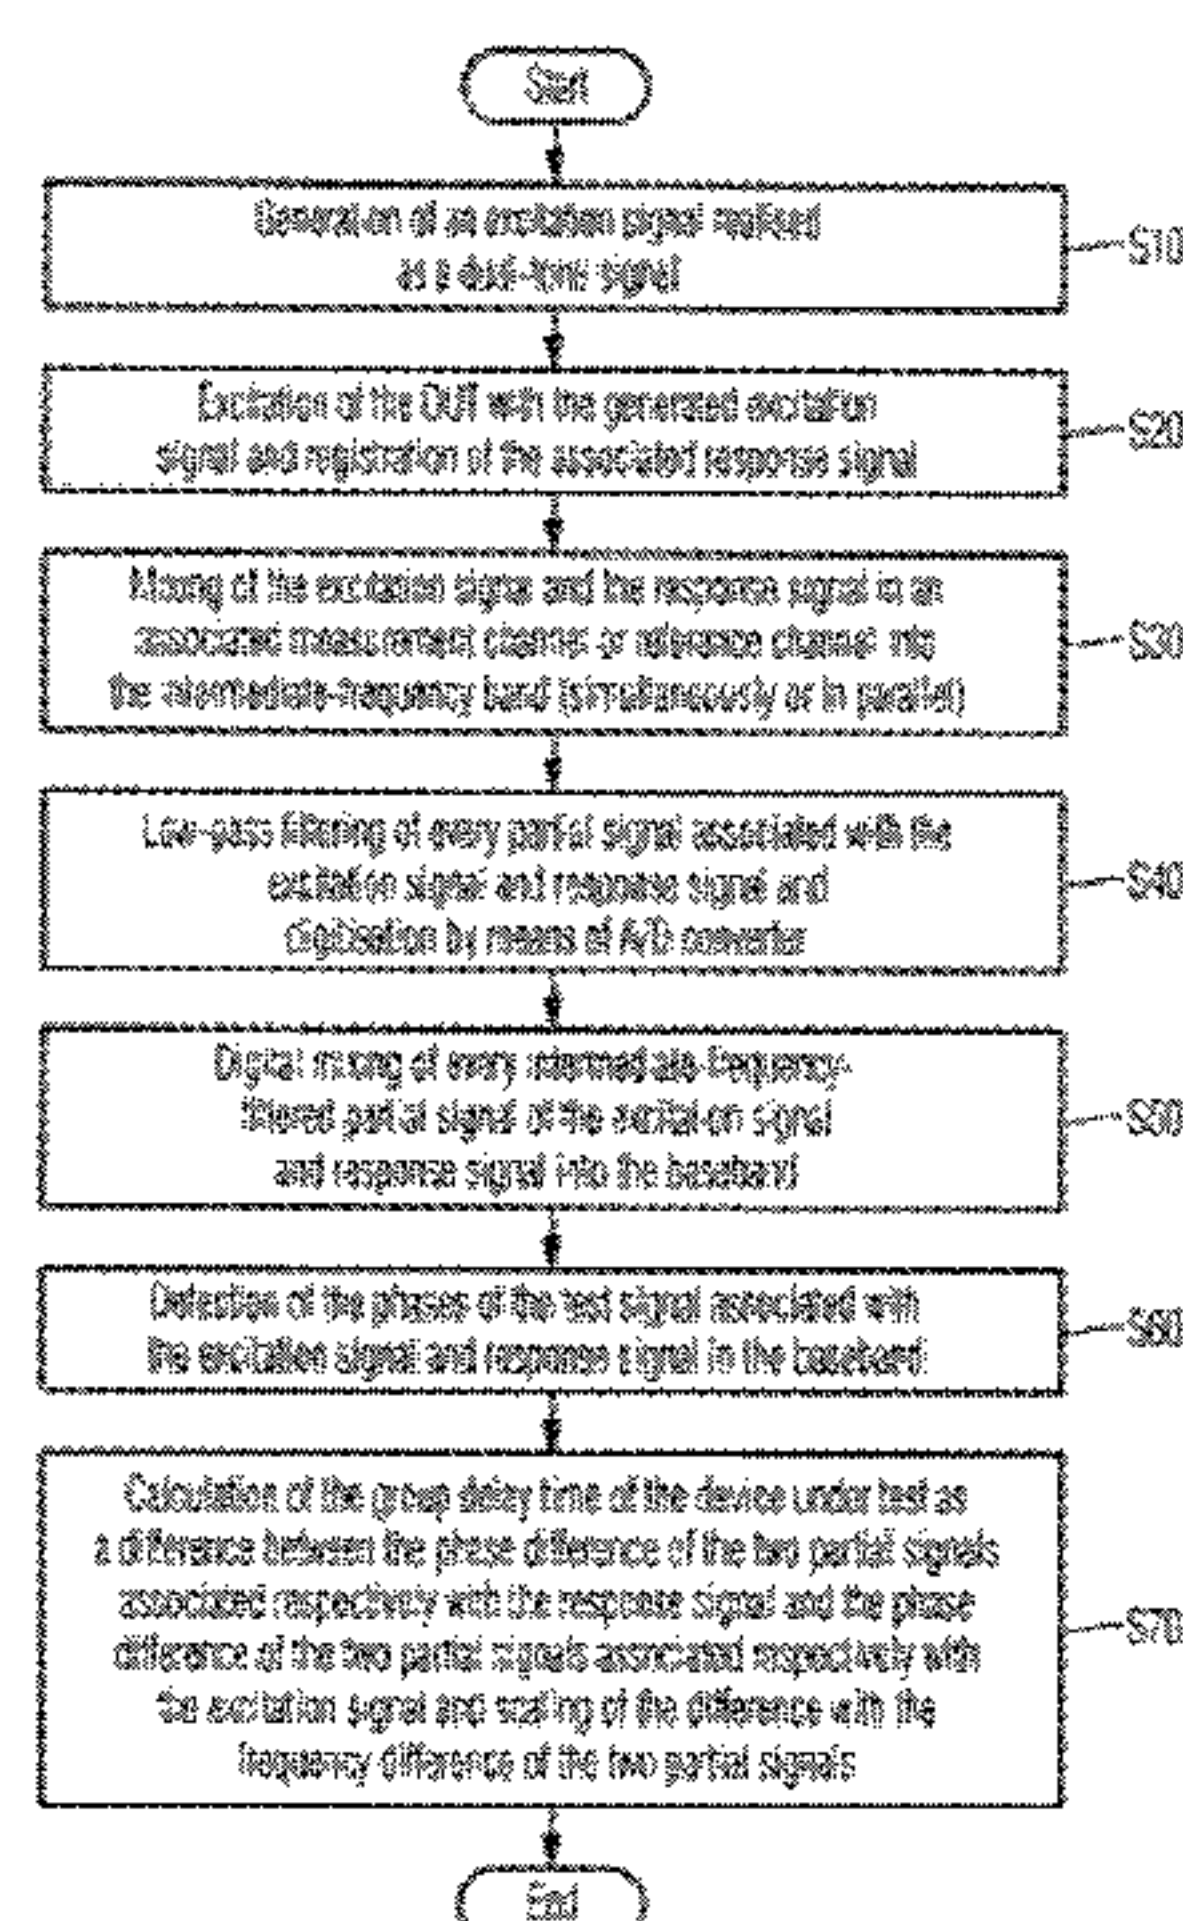 Start
Generation of an excitation signal realised
as a dual-tone signal
S10
Excitation of the DUT with the generated excitation
signal and registration of the associated response signal
S20
Mixing of the excitation signal and the response signal in an
associated measurement channel or reference channel into
the intermediate-frequency band (simultaneously or in parallel)
S30
Low-pass filtering of every partial signal associated with the
excitation signal and response signal and
digitisation by means of A/D converter
S40
Digital mixing of every intermediate-frequency-
filtered partial signal of the excitation signal
and response signal into the baseband
S50
Detection of the phases of the test signal associated with
the excitation signal and response signal in the baseband
S60
Calculation of the group delay time of the device under test as
a difference between the phase difference of the two partial signals
associated respectively with the response signal and the phase
difference of the two partial signals associated respectively with
the excitation signal and scaling of the difference with the
frequency difference of the two partial signals
S70
End